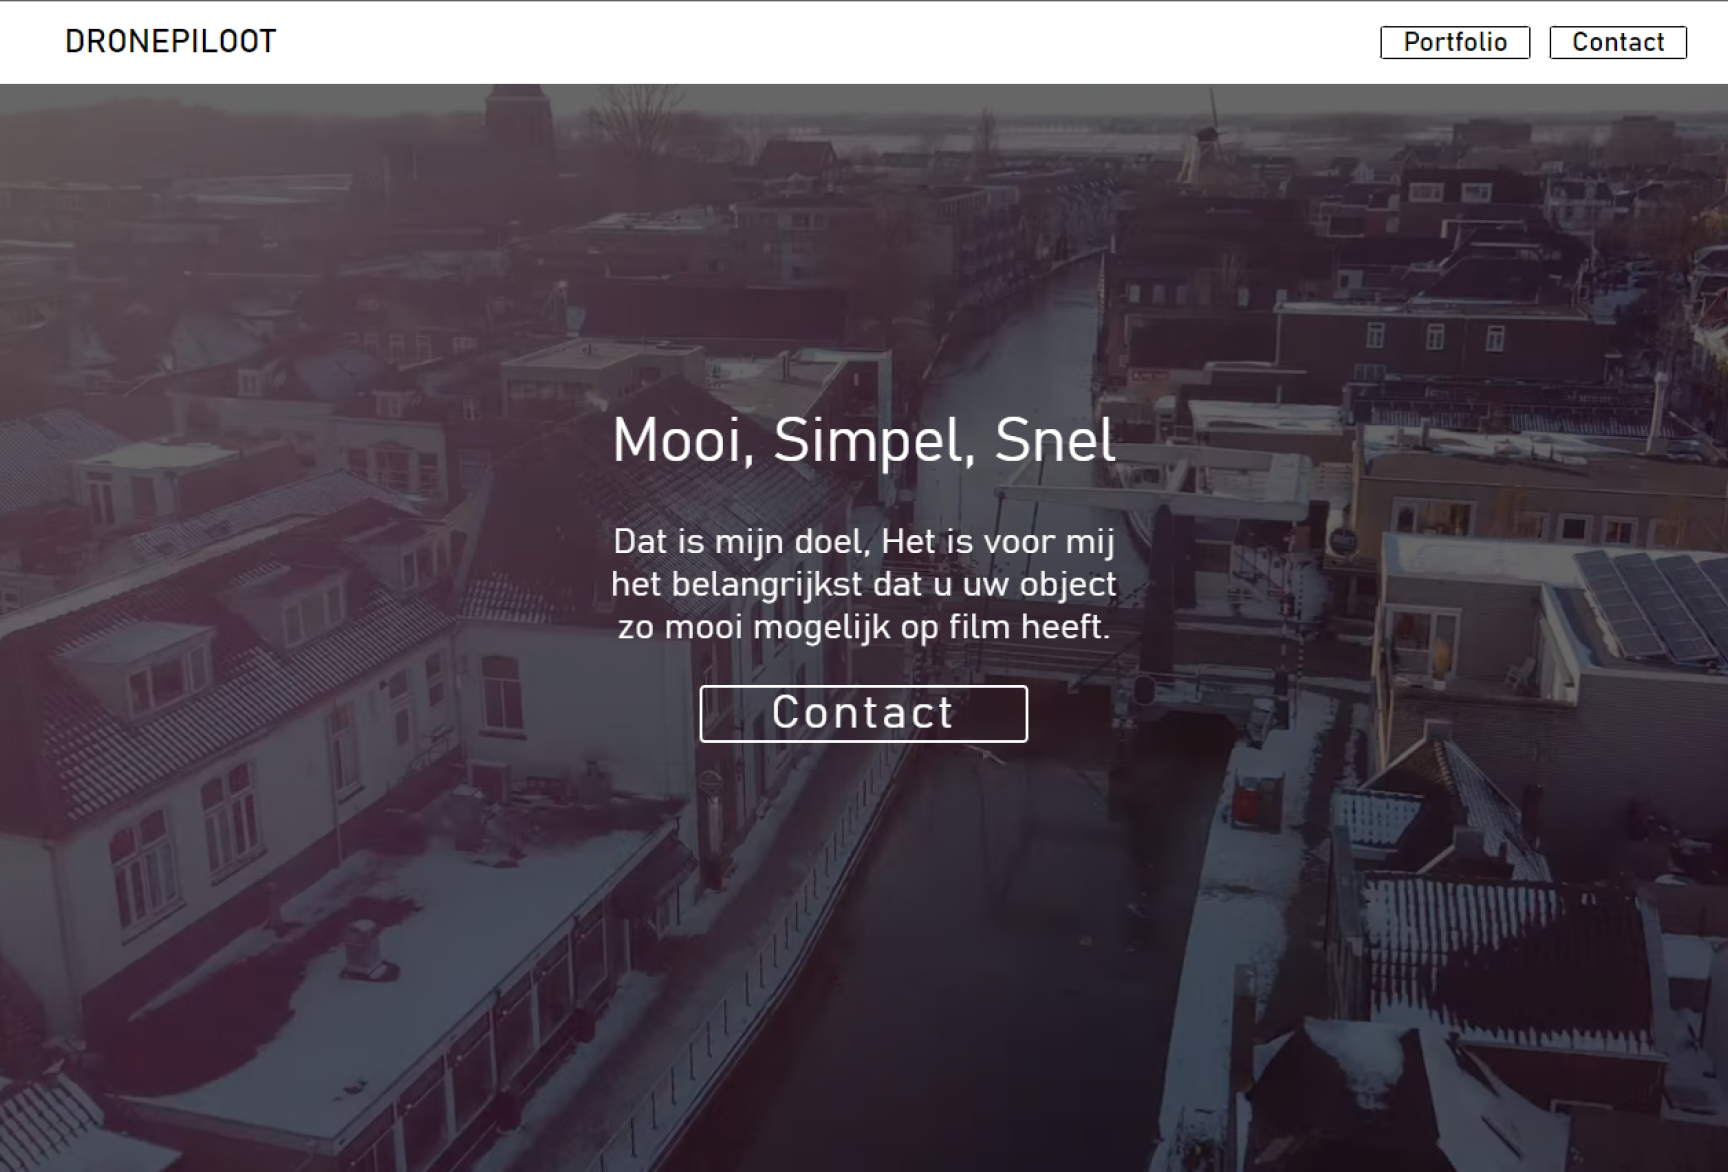 DRONEPILOOT
Portfolio
Contact
Mooi, Simpel, Snel
Dat is mijn doel, Het is voor mij
het belangrijkst dat u uw object
zo mooi mogelijk op film heeft.
Contact